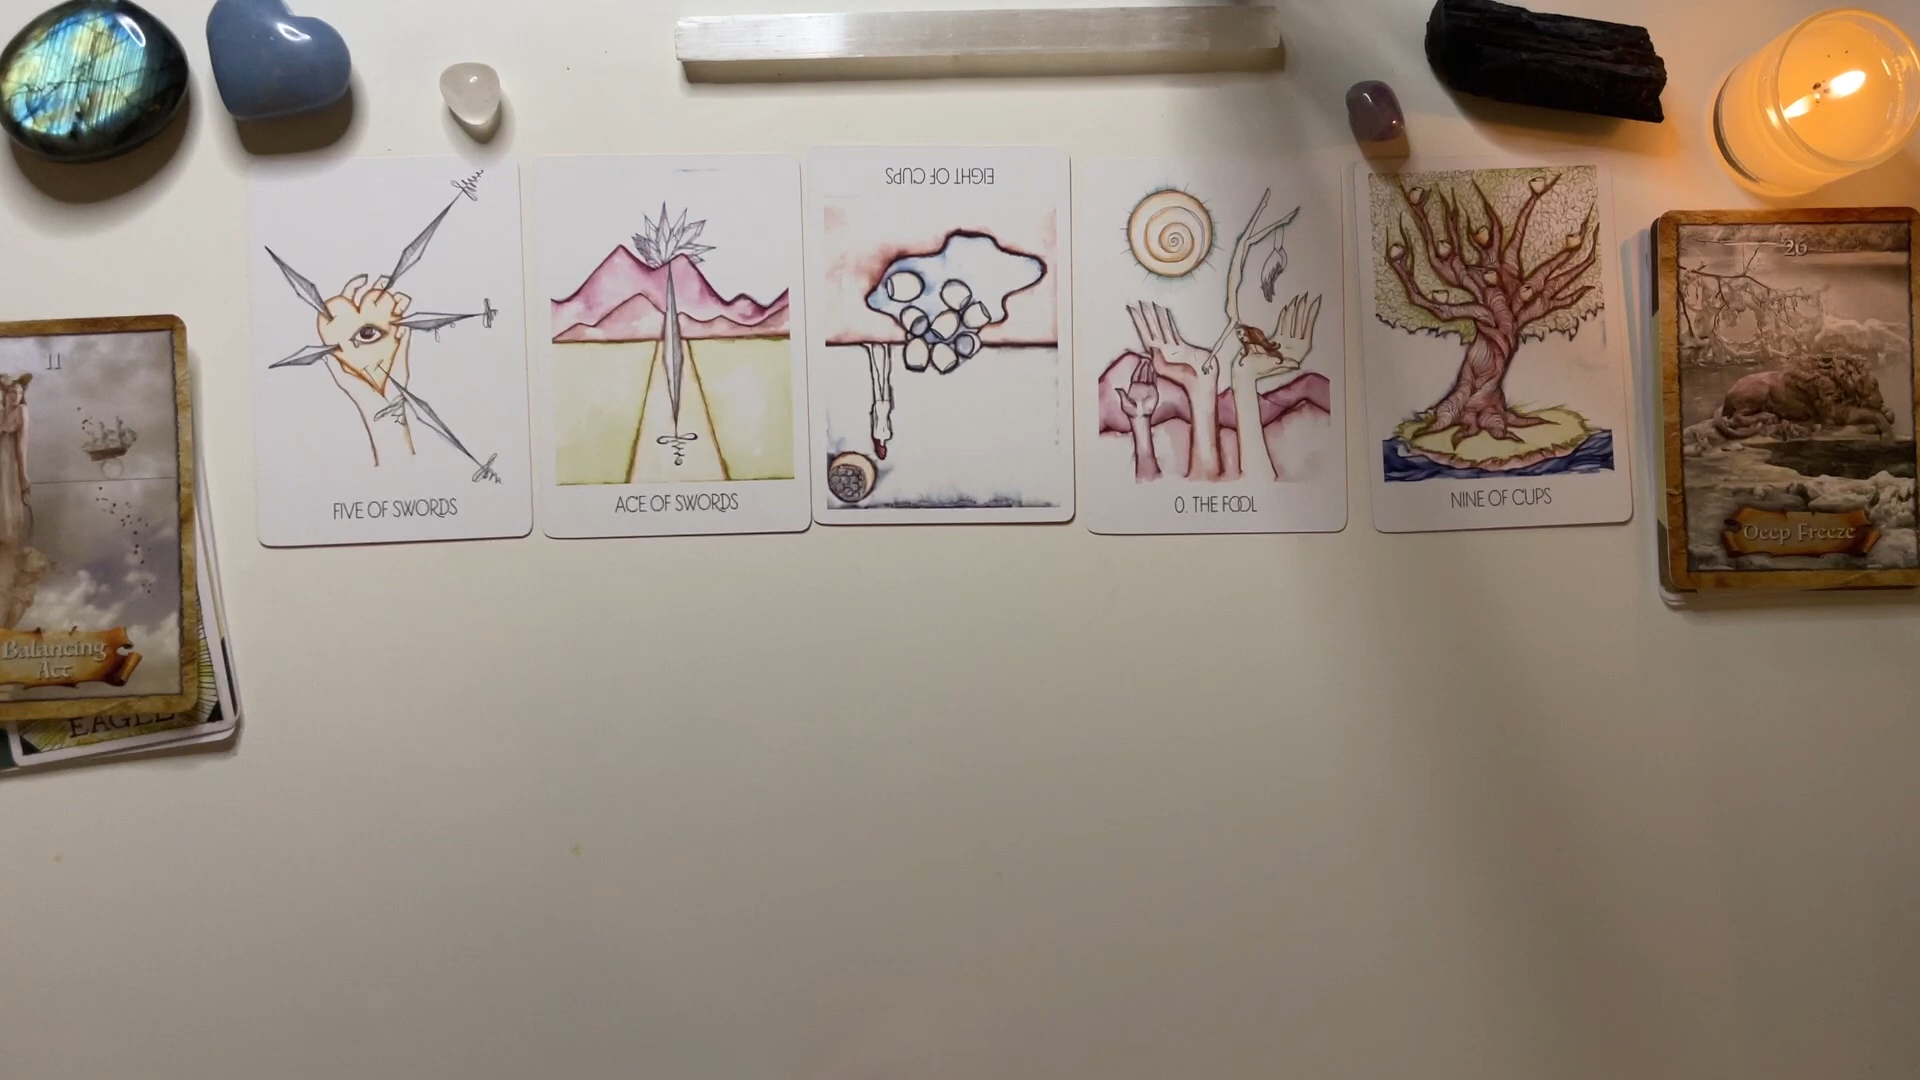 EIGHT OF CUPS
11
26
FIVE OF SWORDS
ACE OF SWORDS
0. THE FOOL
NINE OF CUPS
Deep Freeze
Balancing
Act
EAGLE